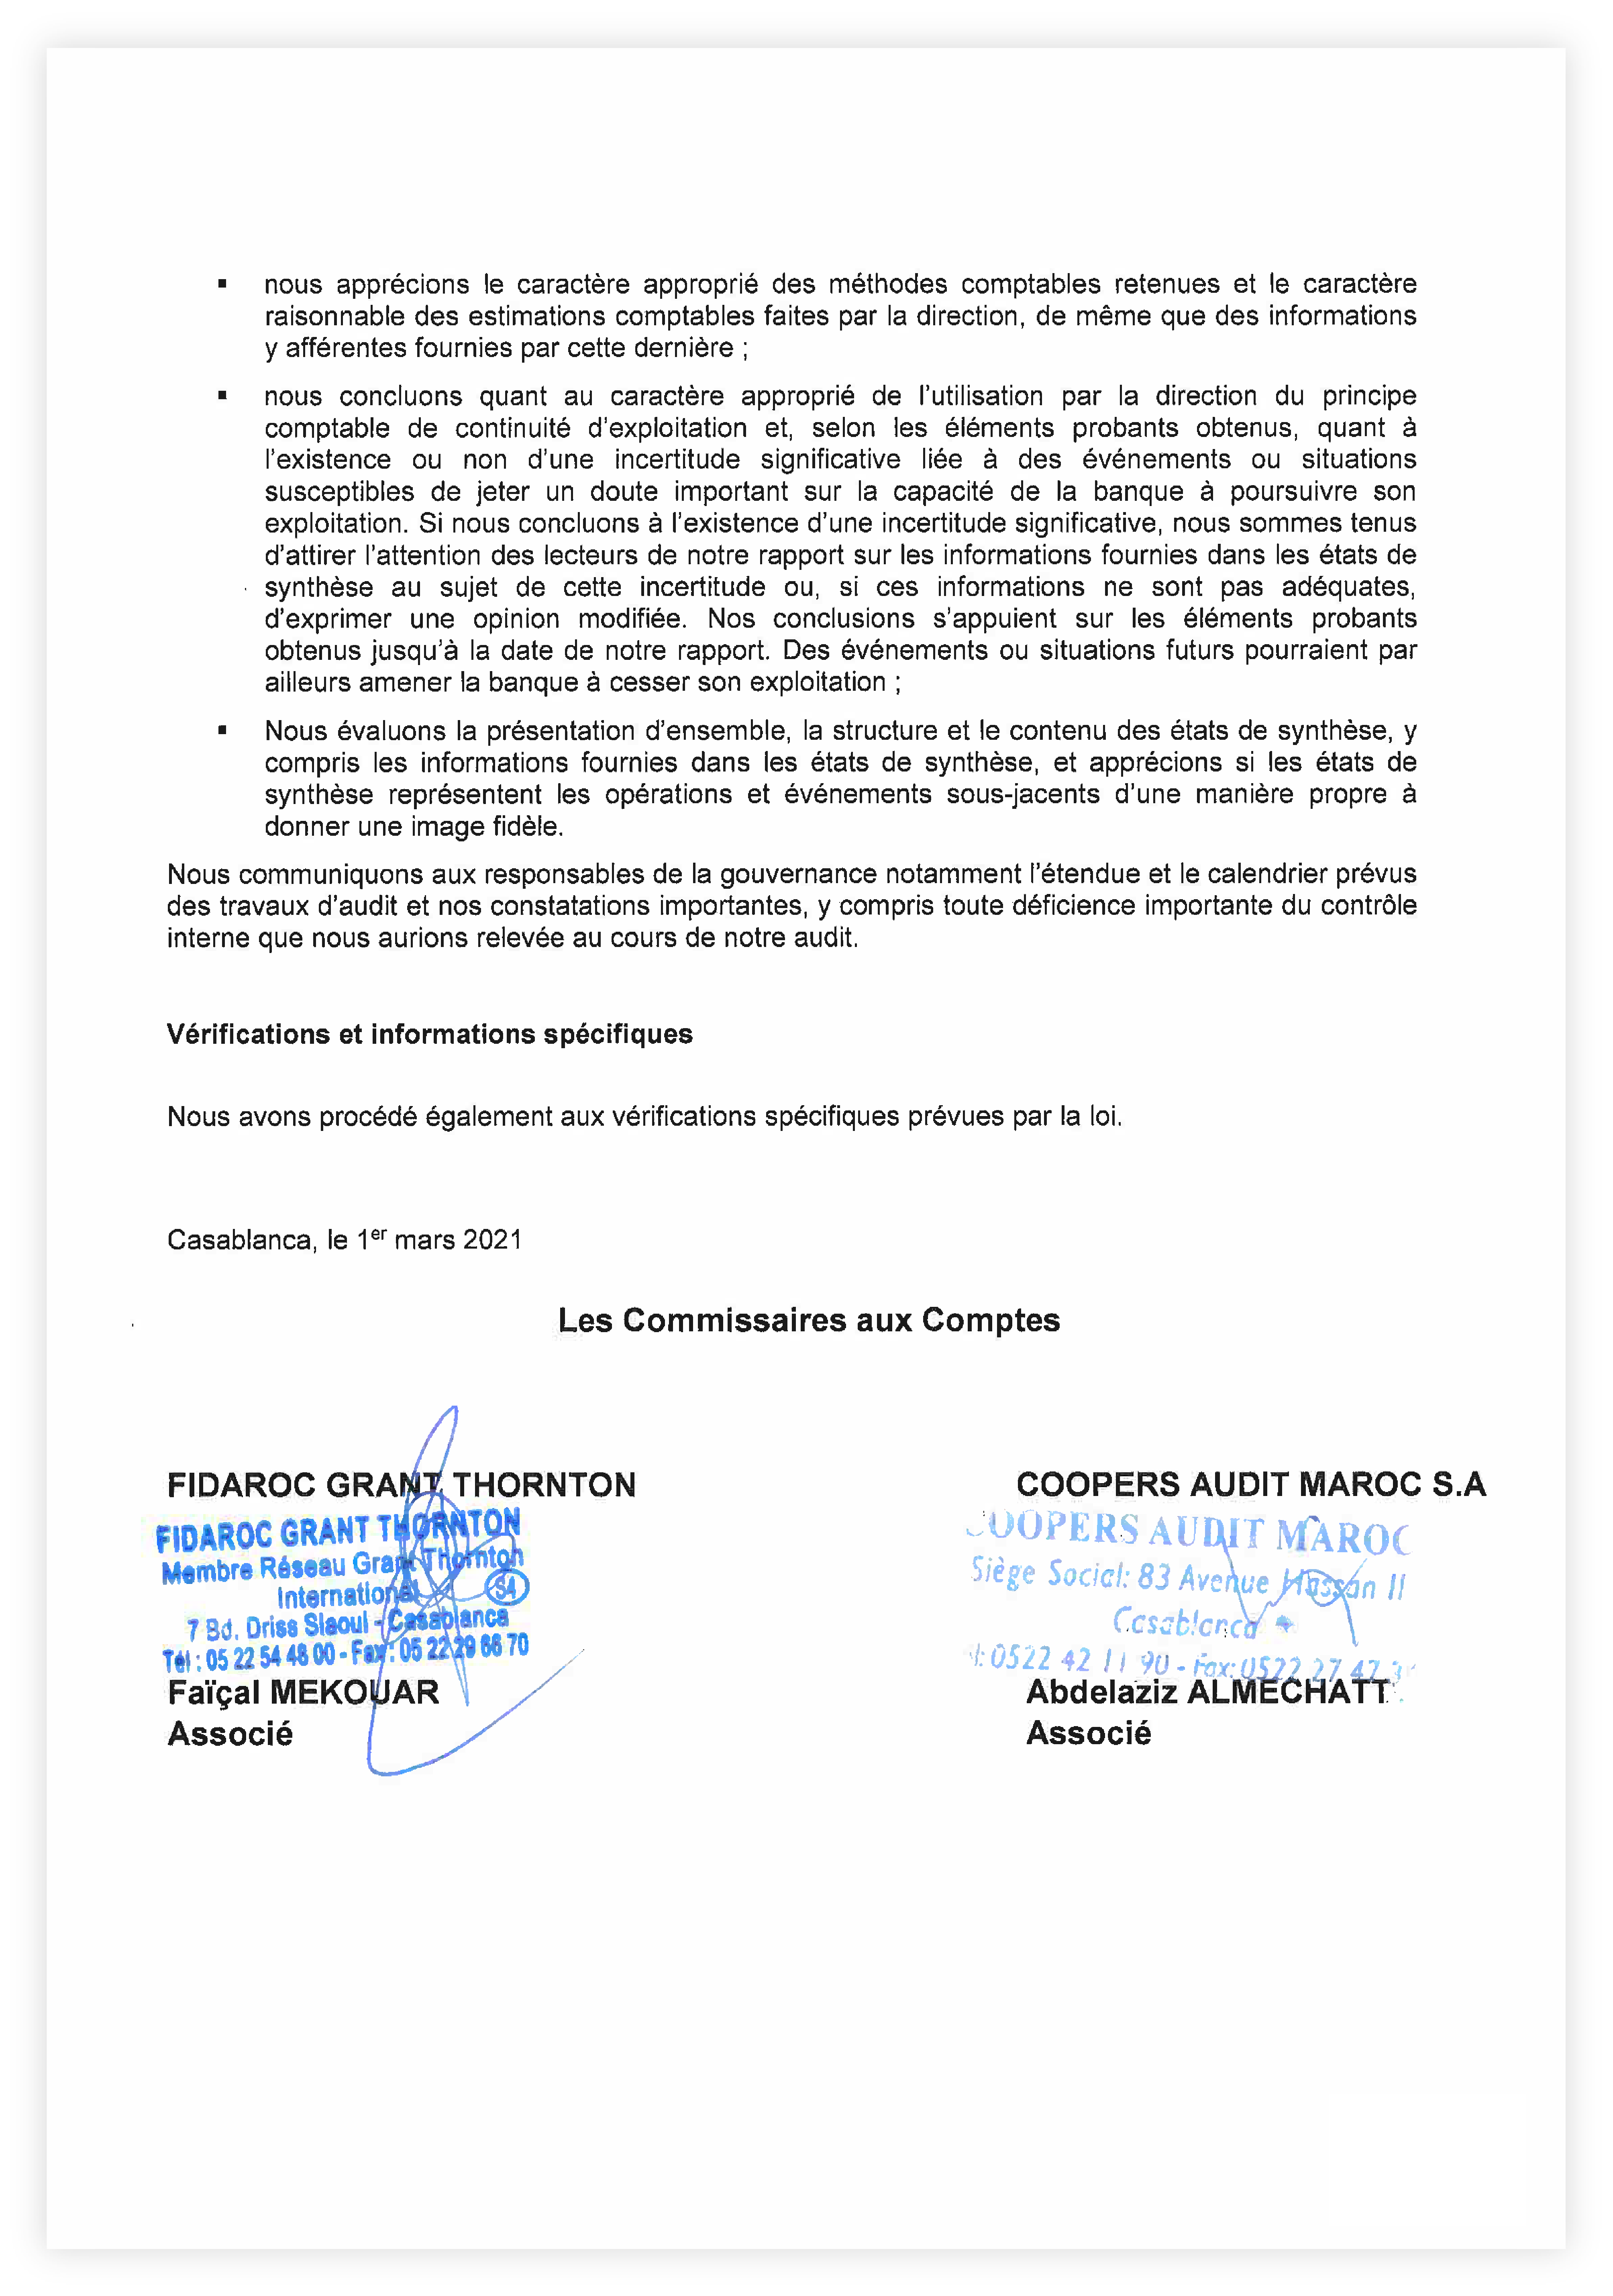 ▪ nous apprécions le caractère approprié des méthodes comptables retenues et le caractère
raisonnable des estimations comptables faites par la direction, de même que des informations
y afférentes fournies par cette dernière ;
▪ nous concluons quant au caractère approprié de l'utilisation par la direction du principe
comptable de continuité d'exploitation et, selon les éléments probants obtenus, quant à
l'existence ou non d'une incertitude significative liée à des événements ou situations
susceptibles de jeter un doute important sur la capacité de la banque à poursuivre son
exploitation. Si nous concluons à l'existence d'une incertitude significative, nous sommes tenus
d'attirer l'attention des lecteurs de notre rapport sur les informations fournies dans les états de
synthèse au sujet de cette incertitude ou, si ces informations ne sont pas adéquates,
d'exprimer une opinion modifiée. Nos conclusions s'appuient sur les éléments probants
obtenus jusqu'à la date de notre rapport. Des événements ou situations futurs pourraient par
ailleurs amener la banque à cesser son exploitation ;
▪ Nous évaluons la présentation d'ensemble, la structure et le contenu des états de synthèse, y
compris les informations fournies dans les états de synthèse, et apprécions si les états de
synthèse représentent les opérations et événements sous-jacents d'une manière propre à
donner une image fidèle.
Nous communiquons aux responsables de la gouvernance notamment l'étendue et le calendrier prévus
des travaux d'audit et nos constatations importantes, y compris toute déficience importante du contrôle
interne que nous aurions relevée au cours de notre audit.
Vérifications et informations spécifiques
Nous avons procédé également aux vérifications spécifiques prévues par la loi.
Casablanca, le 1er mars 2021
Les Commissaires aux Comptes
FIDAROC GRANT THORNTON
FIDAROC GRANT THORNTON
Membre Réseau Grant Thornton
International
7 Bd. Driss Slaoui - Casablanca
Tél : 05 22 54 48 00 - Fax : 05 22 29 66 70
Faïçal MEKOUAR
Associé
COOPERS AUDIT MAROC S.A
COOPERS AUDIT MAROC
Siège Social: 83 Avenue Hassan II
Casablanca
0522 42 11 90 - Fax: 0522 27 47
Abdelaziz ALMECHATT
Associé